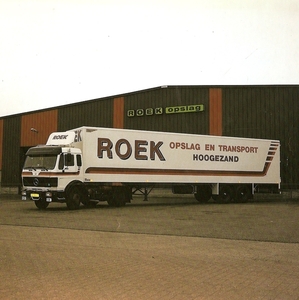 ROEK opslag
ROEK
ROEK
OPSLAG EN TRANSPORT
HOOGEZAND